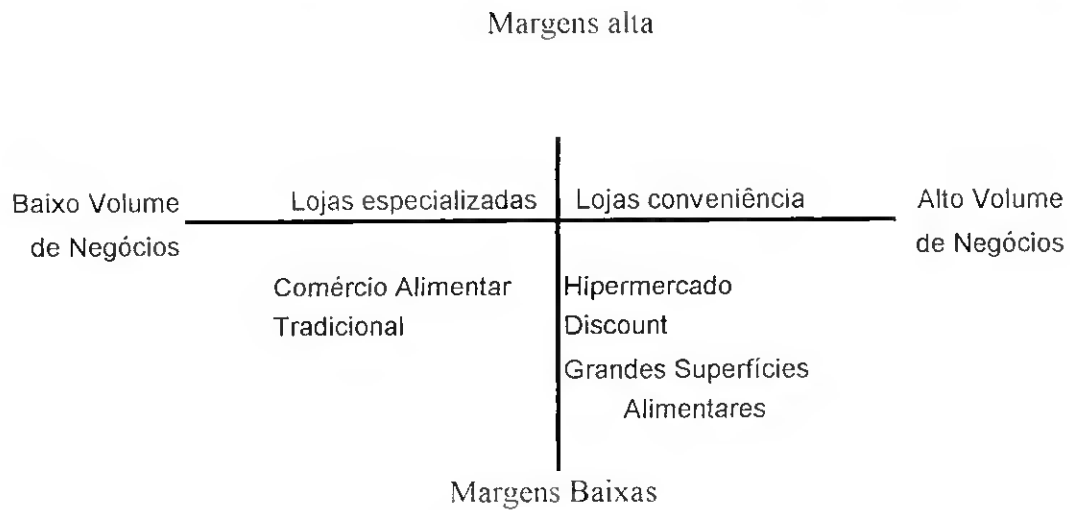 Margens alta
Baixo Volume
de Negócios
Lojas especializadas
Lojas conveniência
Alto Volume
de Negócios
Comércio Alimentar
Tradicional
Hipermercado
Discount
Grandes Superfícies
Alimentares
Margens Baixas